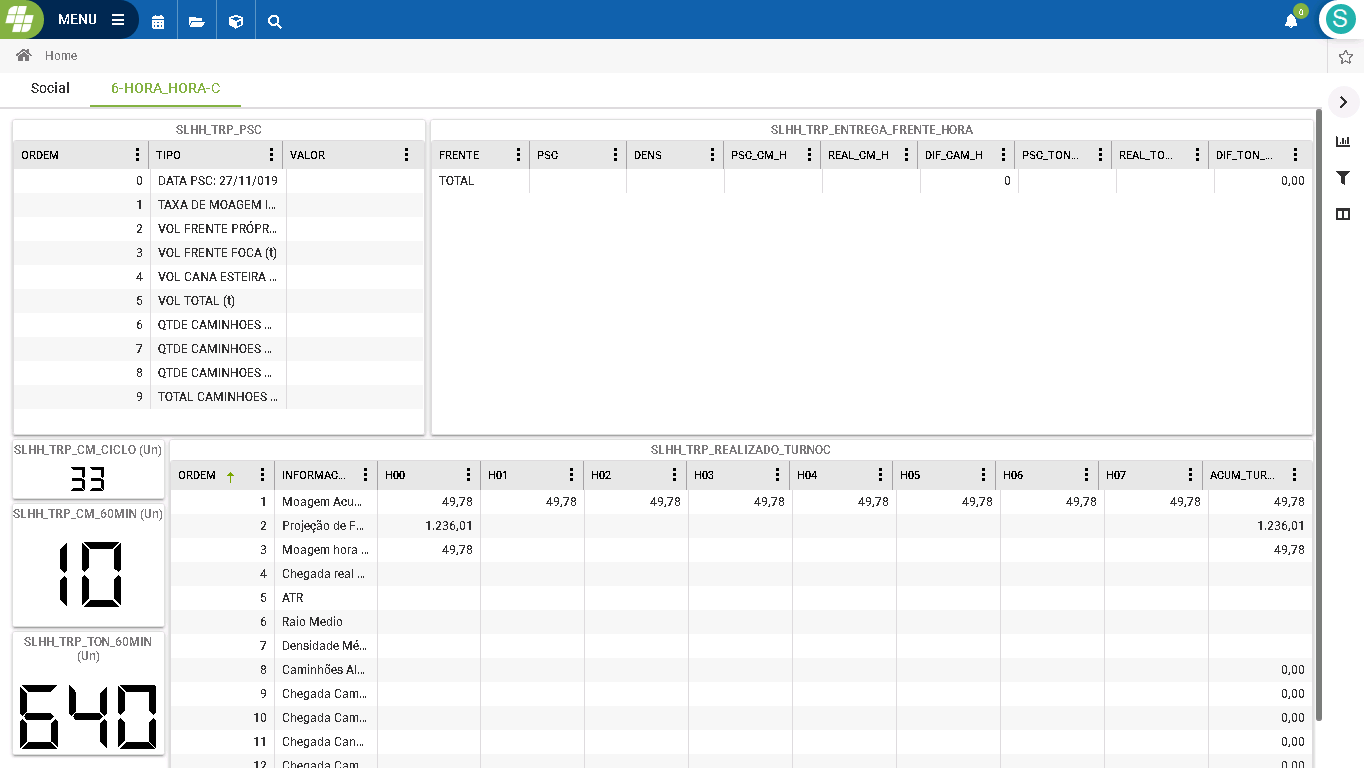 MENU
0
S
Home
Social
6-HORA_HORA-C
SLHH_TRP_PSC
ORDEM TIPO VALOR
0 DATA PSC: 27/11/019
1 TAXA DE MOAGEM I...
2 VOL FRENTE PRÓPR...
3 VOL FRENTE FOCA (t)
4 VOL CANA ESTEIRA ...
5 VOL TOTAL (t)
6 QTDE CAMINHOES ...
7 QTDE CAMINHOES ...
8 QTDE CAMINHOES ...
9 TOTAL CAMINHOES ...
SLHH_TRP_ENTREGA_FRENTE_HORA
FRENTE PSC DENS PSC_CM_H REAL_CM_H DIF_CAM_H PSC_TON... REAL_TO... DIF_TON_...
TOTAL 0 0,00
SLHH_TRP_CM_CICLO (Un)
33
SLHH_TRP_CM_60MIN (Un)
10
SLHH_TRP_TON_60MIN
(Un)
640
SLHH_TRP_REALIZADO_TURNOC
ORDEM INFORMAC... H00 H01 H02 H03 H04 H05 H06 H07 ACUM_TUR...
1 Moagem Acu... 49,78 49,78 49,78 49,78 49,78 49,78 49,78 49,78 49,78
2 Projeção de F... 1.236,01 1.236,01
3 Moagem hora ... 49,78 49,78
4 Chegada real ...
5 ATR
6 Raio Medio
7 Densidade Mé...
8 Caminhões Al... 0,00
9 Chegada Cam... 0,00
10 Chegada Cam... 0,00
11 Chegada Can... 0,00
12 Chegada Cam... 0,00